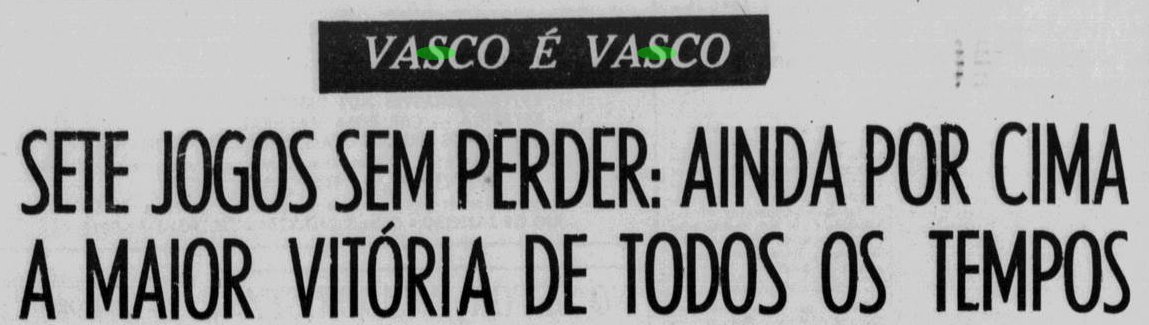 VASCO É VASCO
SETE JOGOS SEM PERDER: AINDA POR CIMA
A MAIOR VITÓRIA DE TODOS OS TEMPOS